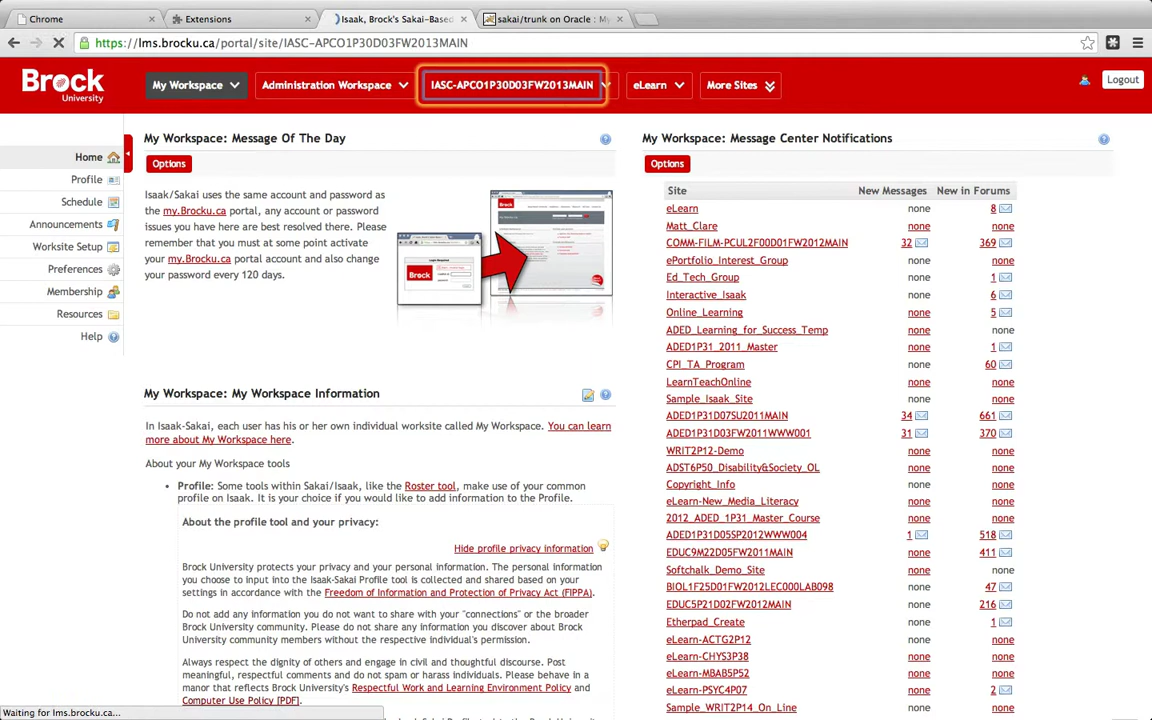 Chrome
Extensions
Isaak, Brock's Sakai-Based
sakai/trunk on Oracle : My
https://lms.brocku.ca/portal/site/IASC-APCO1P30D03FW2013MAIN
Brock
University
My Workspace
Administration Workspace
IASC-APCO1P30D03FW2013MAIN
eLearn
More Sites
Logout
Home
Profile
Schedule
Announcements
Worksite Setup
Preferences
Membership
Resources
Help
My Workspace: Message Of The Day
Options
Isaak/Sakai uses the same account and password as
the my.Brocku.ca portal, any account or password
issues you have here are best resolved there. Please
remember that you must at some point activate
your my.Brocku.ca portal account and also change
your password every 120 days.
My Workspace: My Workspace Information
In Isaak-Sakai, each user has his or her own individual worksite called My Workspace. You can learn
more about My Workspace here.
About your My Workspace tools
• Profile: Some tools within Sakai/Isaak, like the Roster tool, make use of your common
profile on Isaak. It is your choice if you would like to add information to the Profile.
About the profile tool and your privacy:
Hide profile privacy information
Brock University protects your privacy and your personal information. The personal information
you choose to input into the Isaak-Sakai Profile tool is collected and shared based on your
settings in accordance with the Freedom of Information and Protection of Privacy Act (FIPPA).
Do not add any information you do not want to share with your "connections" or the broader
Brock University community. Please do not share any information you discover about Brock
University community members without the respective individual's permission.
Always respect the dignity of others and engage in civil and thoughtful discourse. Post
meaningful, respectful comments and do not spam or harass individuals. Please behave in a
manor that reflects Brock University's Respectful Work and Learning Environment Policy and
Computer Use Policy [PDF].
My Workspace: Message Center Notifications
Options
Site New Messages New in Forums
eLearn none 8
Matt_Clare none none
COMM-FILM-PCUL2F00D01FW2012MAIN 32 369
ePortfolio_Interest_Group none none
Ed_Tech_Group none 1
Interactive_Isaak none 6
Online_Learning none 5
ADED_Learning_for_Success_Temp none none
ADED1P31_2011_Master none 1
CPI_TA_Program none 60
LearnTeachOnline none none
Sample_Isaak_Site none none
ADED1P31D07SU2011MAIN 34 661
ADED1P31D03FW2011WWW001 31 370
WRIT2P12-Demo none none
ADST6P50_Disability&Society_OL none none
Copyright_Info none none
eLearn-New_Media_Literacy none none
2012_ADED_1P31_Master_Course none none
ADED1P31D05SP2012WWW004 1 518
EDUC9M22D05FW2011MAIN none 411
Softchalk_Demo_Site none none
BIOL1F25D01FW2012LEC000LAB098 none 47
EDUC5P21D02FW2012MAIN none 216
Etherpad_Create none 1
eLearn-ACTG2P12 none none
eLearn-CHYS3P38 none none
eLearn-MBAB5P52 none none
eLearn-PSYC4P07 none 2
Sample_WRIT2P14_On_Line none none
Waiting for lms.brocku.ca...